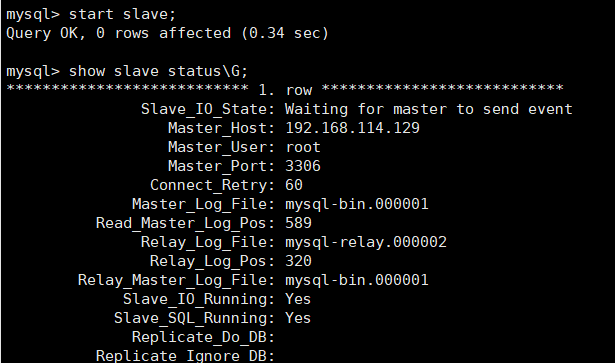 mysql> start slave;
Query OK, 0 rows affected (0.34 sec)
mysql> show slave status\G;
*************************** 1. row ***************************
Slave_IO_State: Waiting for master to send event
Master_Host: 192.168.114.129
Master_User: root
Master_Port: 3306
Connect_Retry: 60
Master_Log_File: mysql-bin.000001
Read_Master_Log_Pos: 589
Relay_Log_File: mysql-relay.000002
Relay_Log_Pos: 320
Relay_Master_Log_File: mysql-bin.000001
Slave_IO_Running: Yes
Slave_SQL_Running: Yes
Replicate_Do_DB:
Replicate_Ignore_DB: